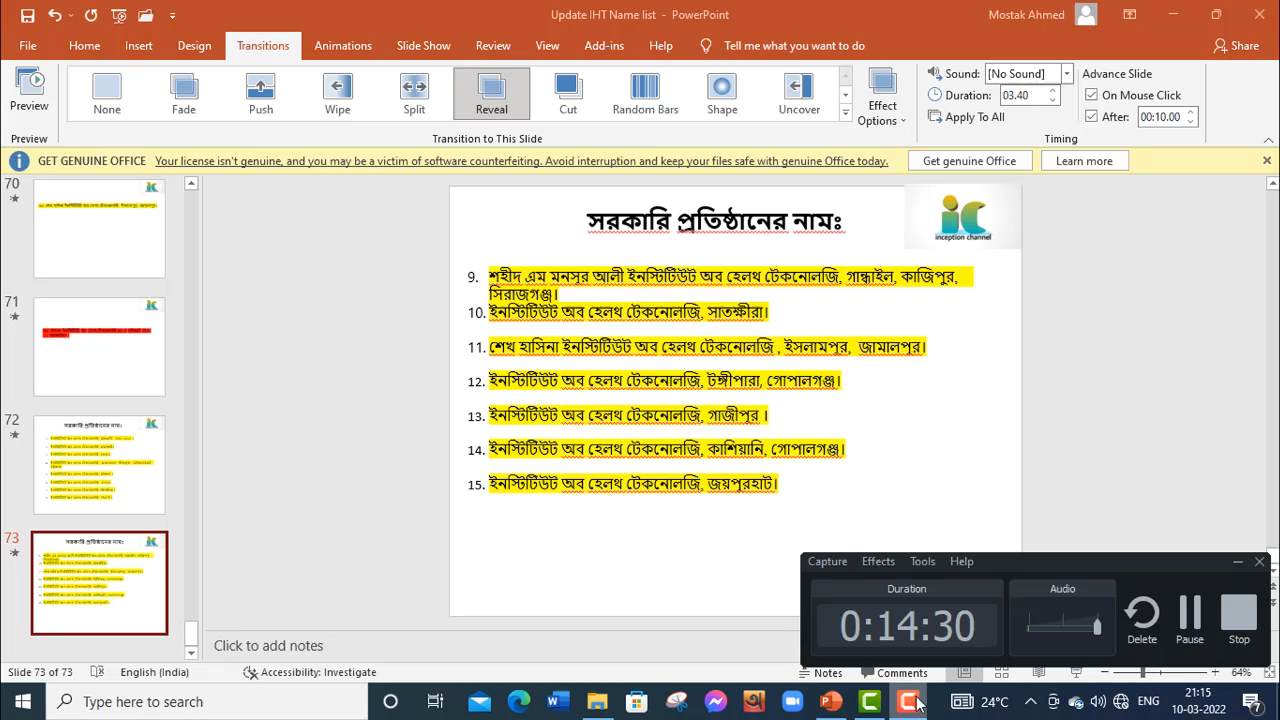 Update IHT Name list - PowerPoint
Mostak Ahmed
File Home Insert Design Transitions Animations Slide Show Review View Add-ins Help Tell me what you want to do Share
Preview None Fade Push Wipe Split Reveal Cut Random Bars Shape Uncover Effect Options
Sound: [No Sound] Advance Slide
Duration: 03.40 On Mouse Click
Apply To All After: 00:10.00
Preview Transition to This Slide Timing
GET GENUINE OFFICE Your license isn't genuine, and you may be a victim of software counterfeiting. Avoid interruption and keep your files safe with genuine Office today. Get genuine Office Learn more
70
71
72
সরকারি প্রতিষ্ঠানের নামঃ
73
সরকারি প্রতিষ্ঠানের নামঃ
সরকারি প্রতিষ্ঠানের নামঃ
inception channel
9. শহীদ এম মনসুর আলী ইনস্টিটিউট অব হেলথ টেকনোলজি, গান্ধাইল, কাজিপুর,
সিরাজগঞ্জ।
10. ইনস্টিটিউট অব হেলথ টেকনোলজি, সাতক্ষীরা।
11. শেখ হাসিনা ইনস্টিটিউট অব হেলথ টেকনোলজি , ইসলামপুর, জামালপুর।
12. ইনস্টিটিউট অব হেলথ টেকনোলজি, টঙ্গীপারা, গোপালগঞ্জ।
13. ইনস্টিটিউট অব হেলথ টেকনোলজি, গাজীপুর ।
14. ইনস্টিটিউট অব হেলথ টেকনোলজি, কাশিয়ানি, গোপালগঞ্জ।
15. ইনস্টিটিউট অব হেলথ টেকনোলজি, জয়পুরহাট।
Capture Effects Tools Help
Duration Audio
0:14:30
Delete Pause Stop
Click to add notes
Slide 73 of 73 English (India) Accessibility: Investigate Notes Comments 64%
Type here to search
24°C ENG 21:15
10-03-2022
7